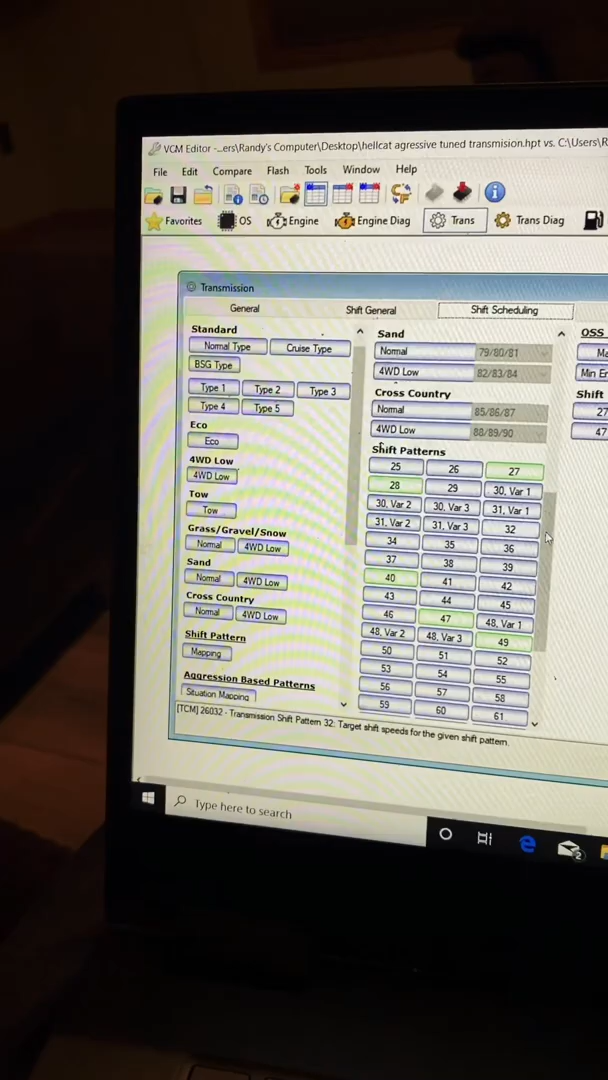 VCM Editor -...ers\Randy's Computer\Desktop\hellcat agressive tuned transmision.hpt vs. C:\Users\R
File Edit Compare Flash Tools Window Help
Favorites OS Engine Engine Diag Trans Trans Diag
Transmission
General Shift General Shift Scheduling
Standard
Normal Type Cruise Type
BSG Type
Type 1 Type 2 Type 3
Type 4 Type 5
Eco
Eco
4WD Low
4WD Low
Tow
Tow
Grass/Gravel/Snow
Normal 4WD Low
Sand
Normal 4WD Low
Cross Country
Normal 4WD Low
Shift Pattern
Mapping
Aggression Based Patterns
Situation Mapping
Sand
Normal 79/80/81
4WD Low 82/83/84
Cross Country
Normal 85/86/87
4WD Low 88/89/90
Shift Patterns
25 26 27
28 29 30, Var 1
30, Var 2 30, Var 3 31, Var 1
31, Var 2 31, Var 3 32
34 35 36
37 38 39
40 41 42
43 44 45
46 47 48, Var 1
48, Var 2 48, Var 3 49
50 51 52
53 54 55
56 57 58
59 60 61
OSS
Ma
Min Er
Shift
27
47
[TCM] 26032 - Transmission Shift Pattern 32: Target shift speeds for the given shift pattern.
Type here to search
2